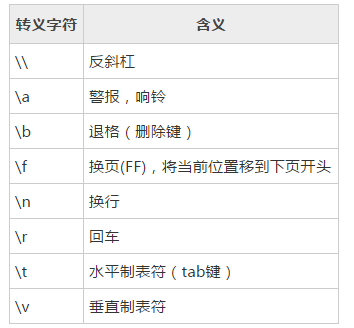 转义字符 含义
\\ 反斜杠
\a 警报，响铃
\b 退格（删除键）
\f 换页(FF)，将当前位置移到下页开头
\n 换行
\r 回车
\t 水平制表符（tab键）
\v 垂直制表符